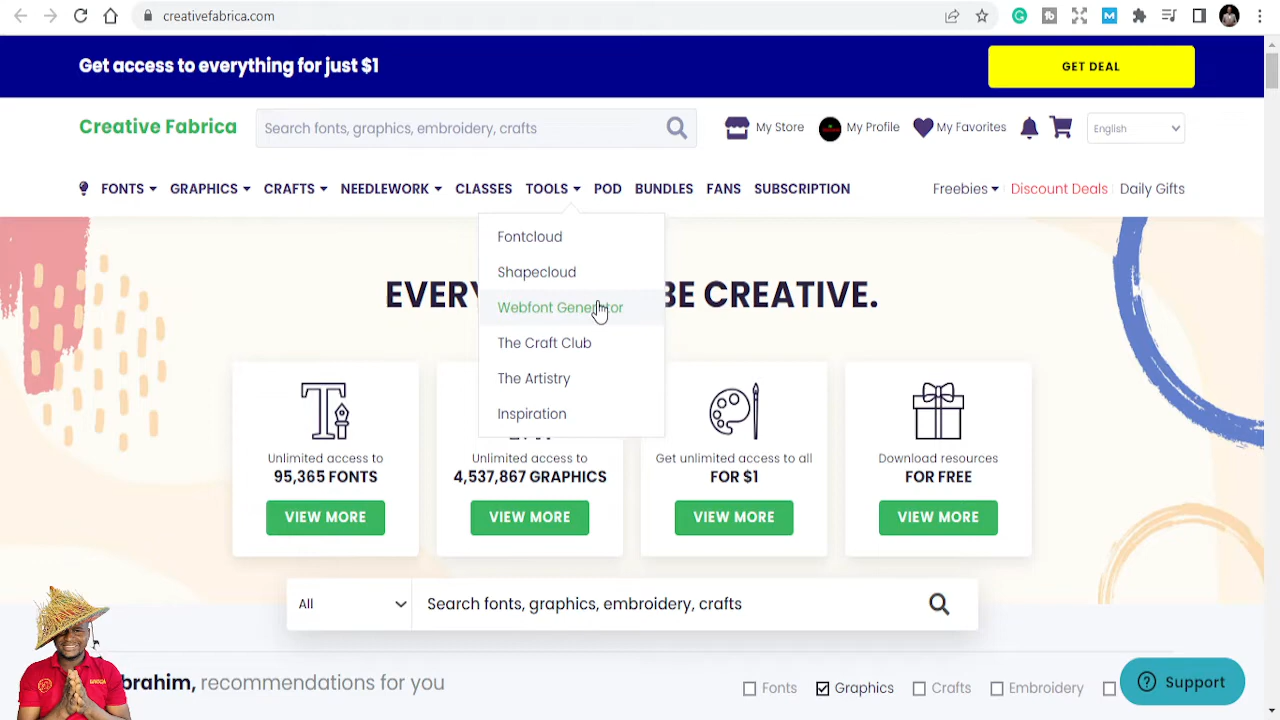 creativefabrica.com
Get access to everything for just $1
GET DEAL
Creative Fabrica
Search fonts, graphics, embroidery, crafts
My Store
My Profile
My Favorites
English
FONTS
GRAPHICS
CRAFTS
NEEDLEWORK
CLASSES
TOOLS
POD
BUNDLES
FANS
SUBSCRIPTION
Freebies
Discount Deals
Daily Gifts
Fontcloud
Shapecloud
Webfont Generator
The Craft Club
The Artistry
Inspiration
BE CREATIVE.
Unlimited access to
95,365 FONTS
VIEW MORE
Unlimited access to
4,537,867 GRAPHICS
VIEW MORE
Get unlimited access to all
FOR $1
VIEW MORE
Download resources
FOR FREE
VIEW MORE
All
Search fonts, graphics, embroidery, crafts
brahim, recommendations for you
Fonts
Graphics
Crafts
Embroidery
Support